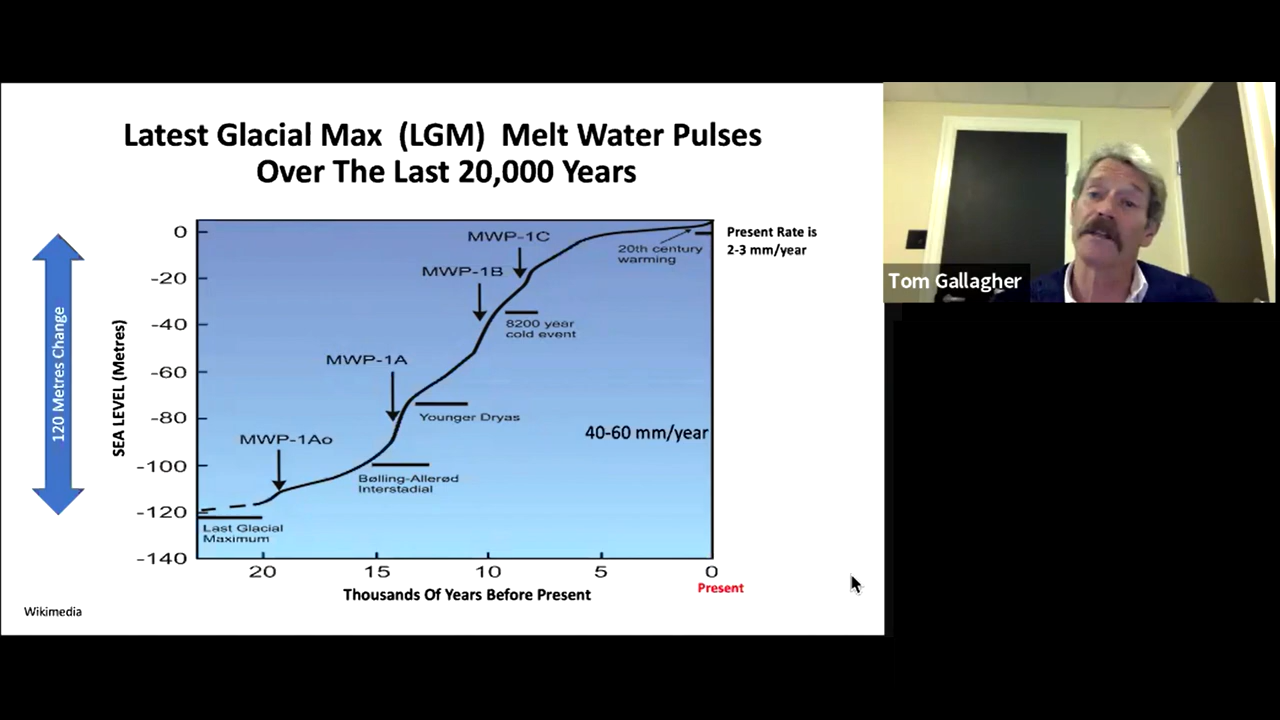 Latest Glacial Max (LGM) Melt Water Pulses
Over The Last 20,000 Years
120 Metres Change
SEA LEVEL (Metres)
0
-20
-40
-60
-80
-100
-120
-140
MWP-1C
MWP-1B
MWP-1A
MWP-1Ao
20th century
warming
8200 year
cold event
Younger Dryas
40-60 mm/year
Bølling-Allerød
Interstadial
Last Glacial
Maximum
20
15
10
5
0
Thousands Of Years Before Present
Present
Present Rate is
2-3 mm/year
Wikimedia
Tom Gallagher